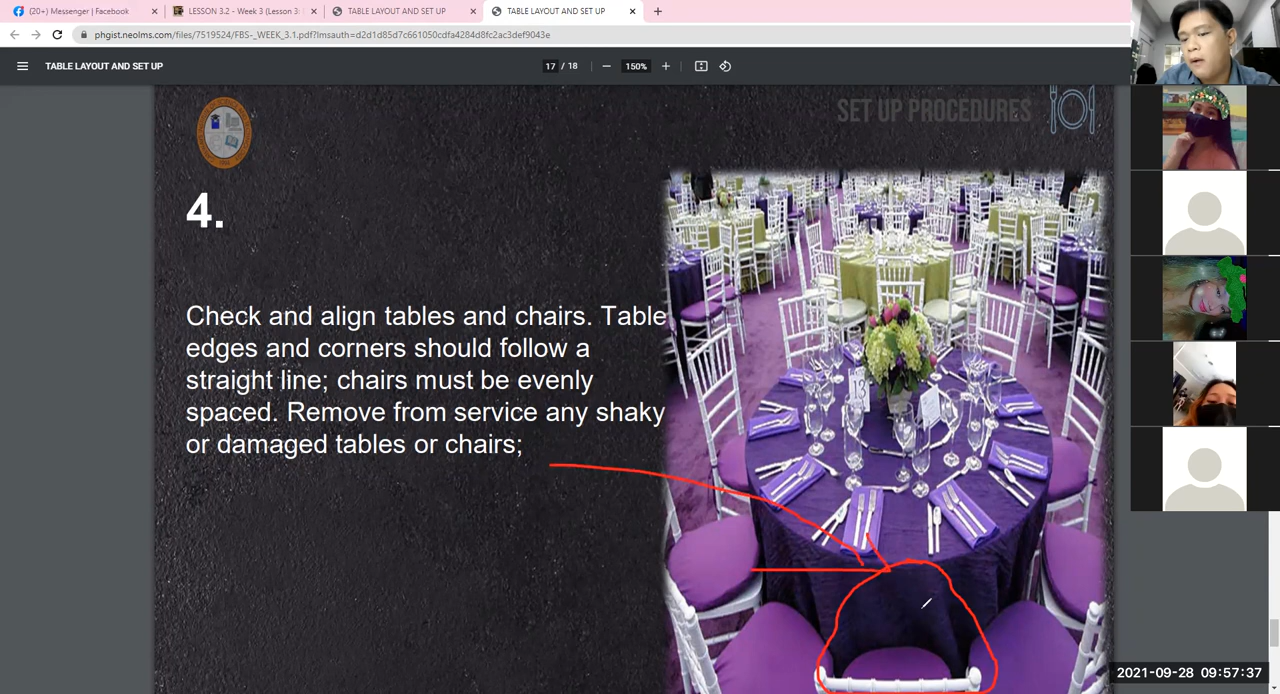 (20+) Messenger | Facebook
LESSON 3.2 - Week 3 (Lesson 3:
TABLE LAYOUT AND SET UP
TABLE LAYOUT AND SET UP
phgist.neolms.com/files/7519524/FBS-_WEEK_3.1.pdf?lmsauth=d2d1d85d7c661050cdfa4284d8fc2ac3def9043e
TABLE LAYOUT AND SET UP
17 / 18
150%
SET UP PROCEDURES
4.
Check and align tables and chairs. Table
edges and corners should follow a
straight line; chairs must be evenly
spaced. Remove from service any shaky
or damaged tables or chairs;
13
2021-09-28 09:57:37